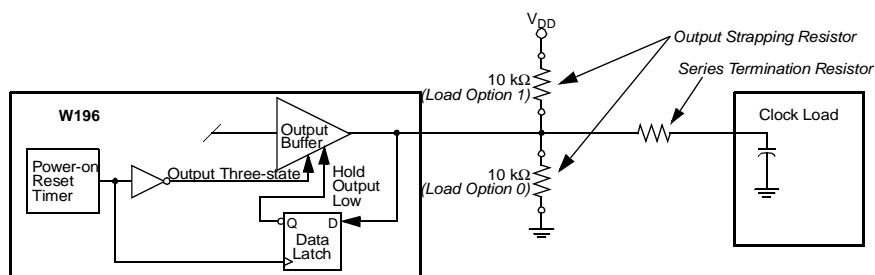 V_DD
Output Strapping Resistor
Series Termination Resistor
10 kΩ
(Load Option 1)
W196
Clock Load
Output
Buffer
Power-on
Reset
Timer
Output Three-state
Hold
Output
Low
10 kΩ
(Load Option 0)
Q D
Data
Latch